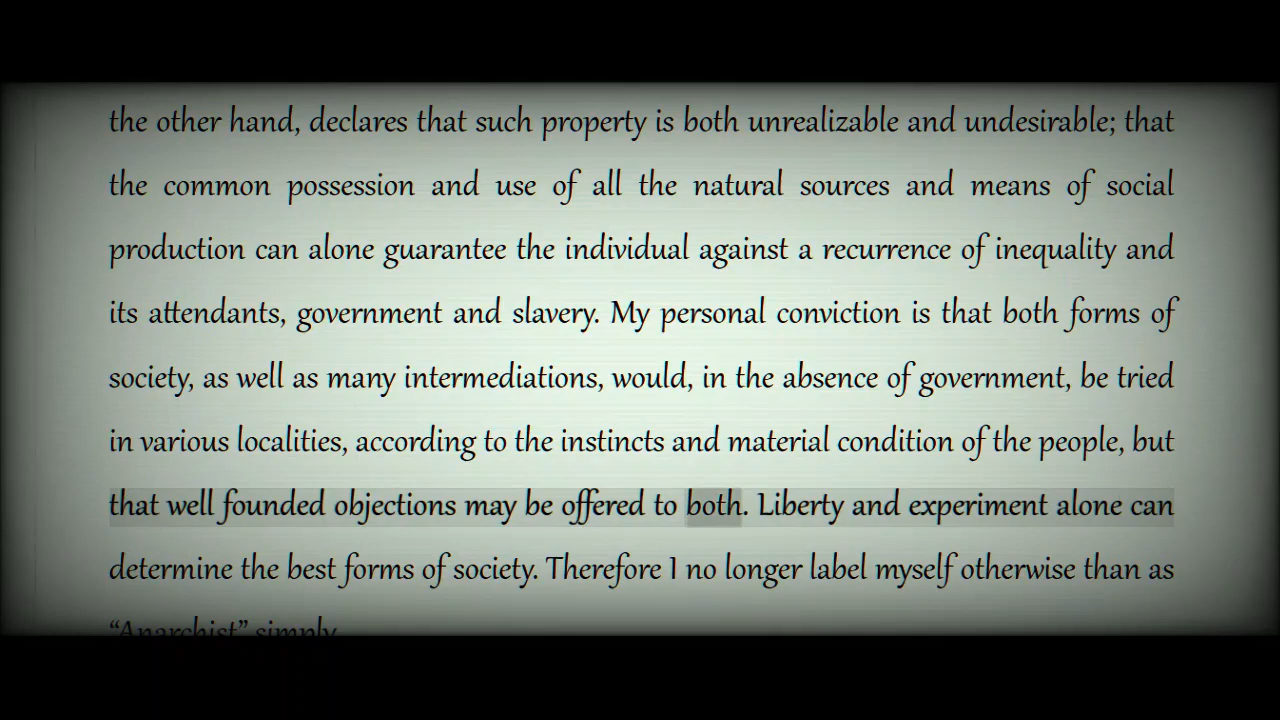 the other hand, declares that such property is both unrealizable and undesirable; that
the common possession and use of all the natural sources and means of social
production can alone guarantee the individual against a recurrence of inequality and
its attendants, government and slavery. My personal conviction is that both forms of
society, as well as many intermediations, would, in the absence of government, be tried
in various localities, according to the instincts and material condition of the people, but
that well founded objections may be offered to both. Liberty and experiment alone can
determine the best forms of society. Therefore I no longer label myself otherwise than as
“Anarchist” simply